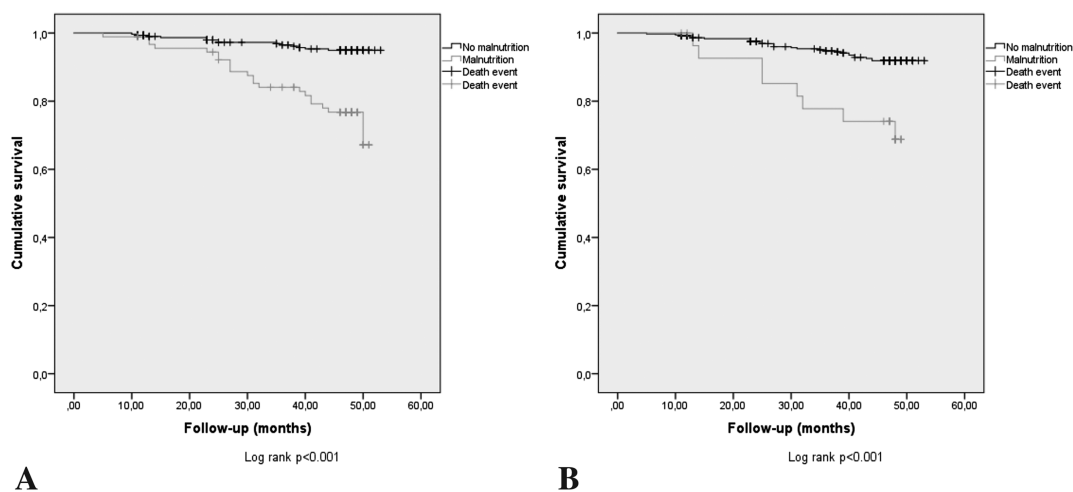 1,0
0,8
0,6
0,4
0,2
0,0
Cumulative survival
,00 10,00 20,00 30,00 40,00 50,00 60,00
Follow-up (months)
Log rank p<0.001
No malnutrition
Malnutrition
Death event
Death event
A
1,0
0,8
0,6
0,4
0,2
0,0
Cumulative survival
,00 10,00 20,00 30,00 40,00 50,00 60,00
Follow-up (months)
Log rank p<0.001
No malnutrition
Malnutrition
Death event
Death event
B